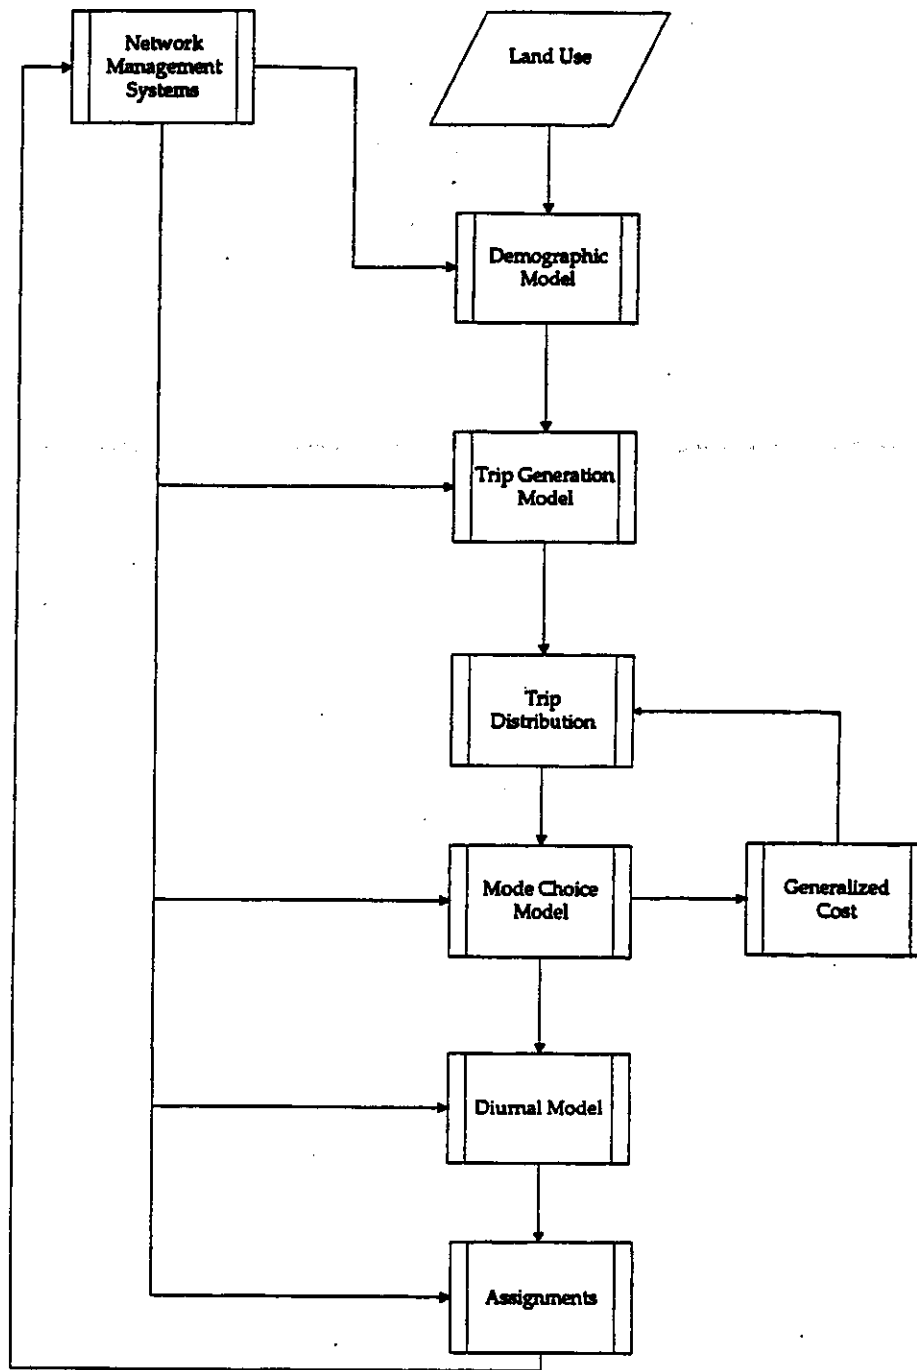 Network
Management
Systems
Land Use
Demographic
Model
Trip Generation
Model
Trip
Distribution
Mode Choice
Model
Generalized
Cost
Diurnal Model
Assignments